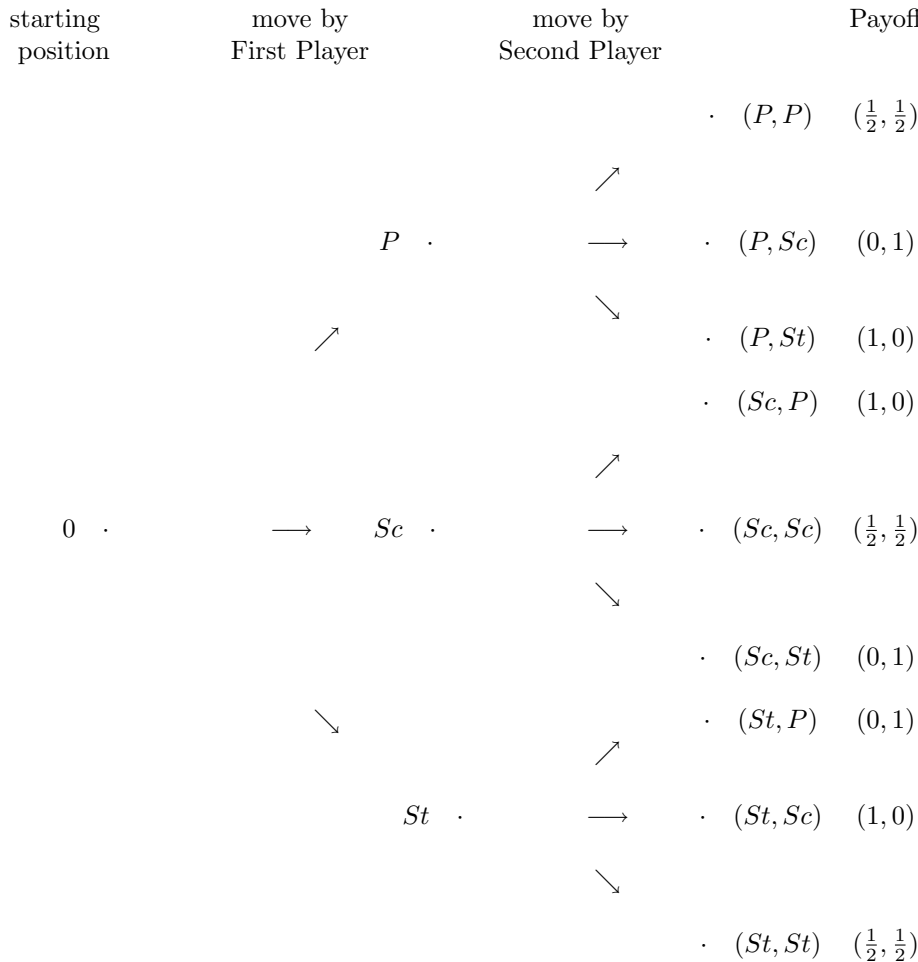 starting move by move by Payoff
position First Player Second Player
· (P, P) (1/2, 1/2)
↗
P · ⟶ · (P, Sc) (0, 1)
↘
↗ · (P, St) (1, 0)
· (Sc, P) (1, 0)
↗
0 · ⟶ Sc · ⟶ · (Sc, Sc) (1/2, 1/2)
↘
· (Sc, St) (0, 1)
↘ · (St, P) (0, 1)
↗
St · ⟶ · (St, Sc) (1, 0)
↘
· (St, St) (1/2, 1/2)